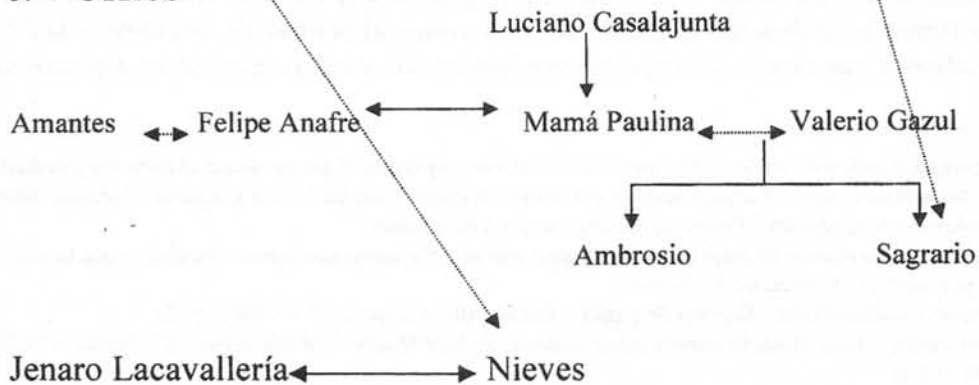 Luciano Casalajunta
Amantes Felipe Anafre Mamá Paulina Valerio Gazul
Ambrosio Sagrario
Jenaro Lacavallería Nieves